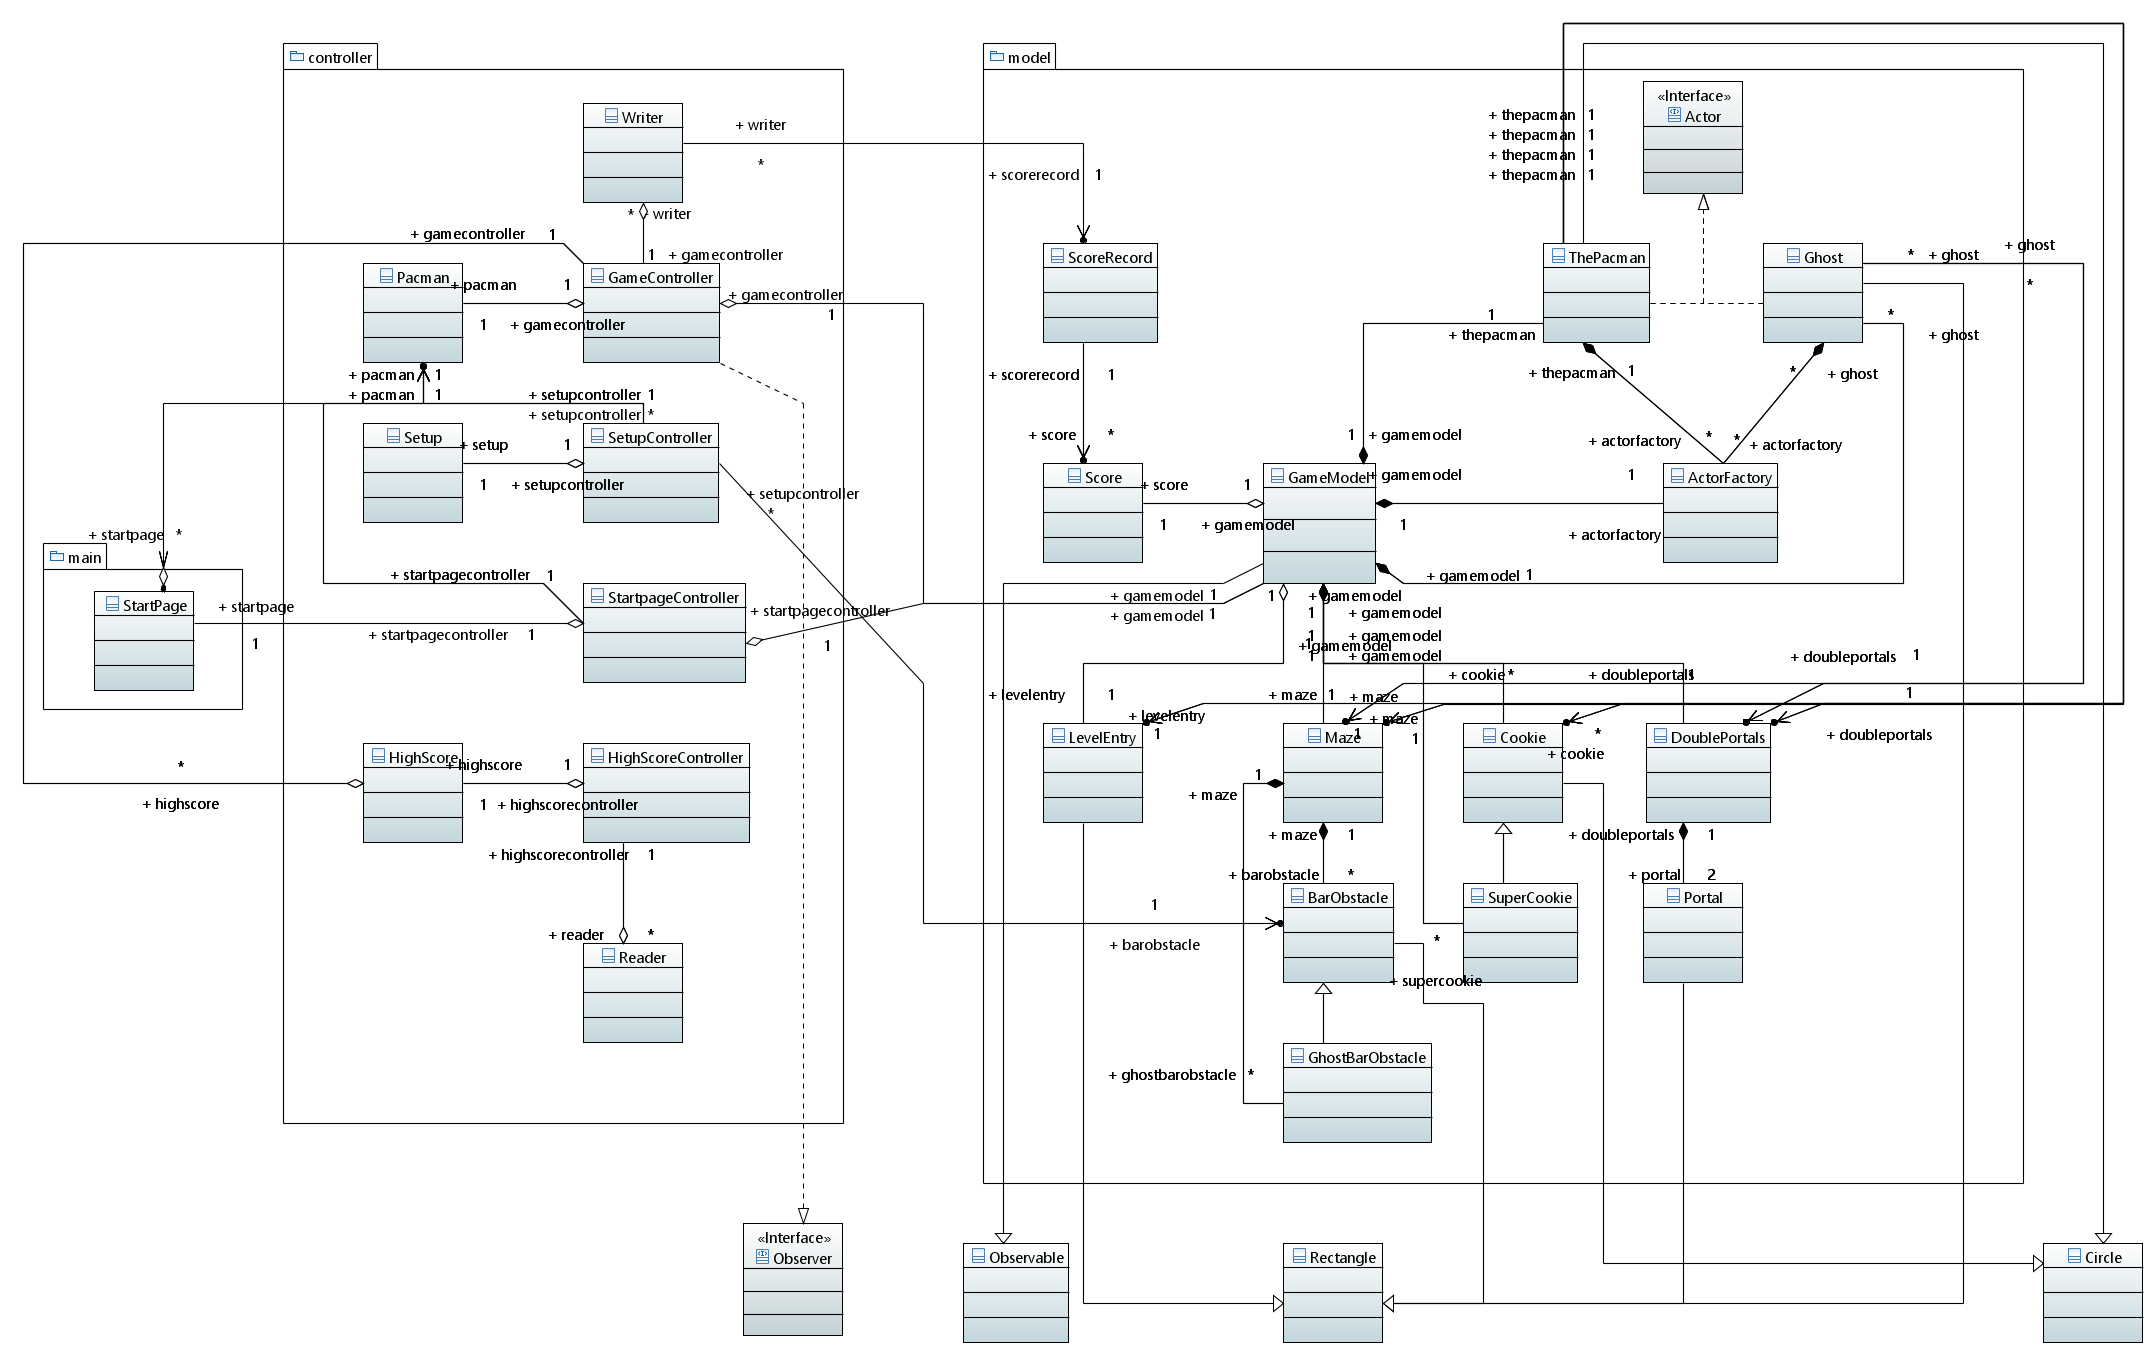 controller
model
«Interface»
Actor
Writer
+ writer
*
+ thepacman 1
+ thepacman 1
+ thepacman 1
+ thepacman 1
+ scorerecord 1
* + writer
+ gamecontroller 1
1 + gamecontroller
ScoreRecord
ThePacman
Ghost
* + ghost
+ ghost
*
Pacman
+ pacman 1
GameController
+ gamecontroller
1
1 + gamecontroller
1
+ thepacman
*
+ ghost
+ pacman 1
+ pacman 1
+ setupcontroller 1
+ setupcontroller *
+ scorerecord 1
+ thepacman 1
* + ghost
Setup
+ setup 1
SetupController
1 + setupcontroller
+ setupcontroller
*
+ score *
1 + gamemodel
+ actorfactory *
* + actorfactory
Score
+ score 1
GameModel
+ gamemodel 1
ActorFactory
1 + gamemodel
1
+ actorfactory
+ startpage *
main
StartPage
+ startpage
1
+ startpagecontroller 1
+ startpagecontroller 1
StartpageController
+ startpagecontroller
1
+ gamemodel 1
+ gamemodel 1
+ gamemodel 1
1 + gamemodel
1 + gamemodel
1 + gamemodel
1 + gamemodel
1 + gamemodel
+ levelentry 1
+ levelentry
1
+ maze 1
+ maze
+ maze
1
1
+ cookie *
+ doubleportals 1
+ doubleportals 1
1
+ doubleportals
*
+ cookie
LevelEntry
Maze
Cookie
DoublePortals
HighScore
+ highscore 1
HighScoreController
*
+ highscore
1 + highscorecontroller
+ highscorecontroller 1
1
+ maze
+ maze 1
+ doubleportals 1
+ barobstacle *
+ portal 2
BarObstacle
SuperCookie
Portal
1
+ barobstacle
*
+ supercookie
+ reader *
Reader
GhostBarObstacle
+ ghostbarobstacle *
«Interface»
Observer
Observable
Rectangle
Circle